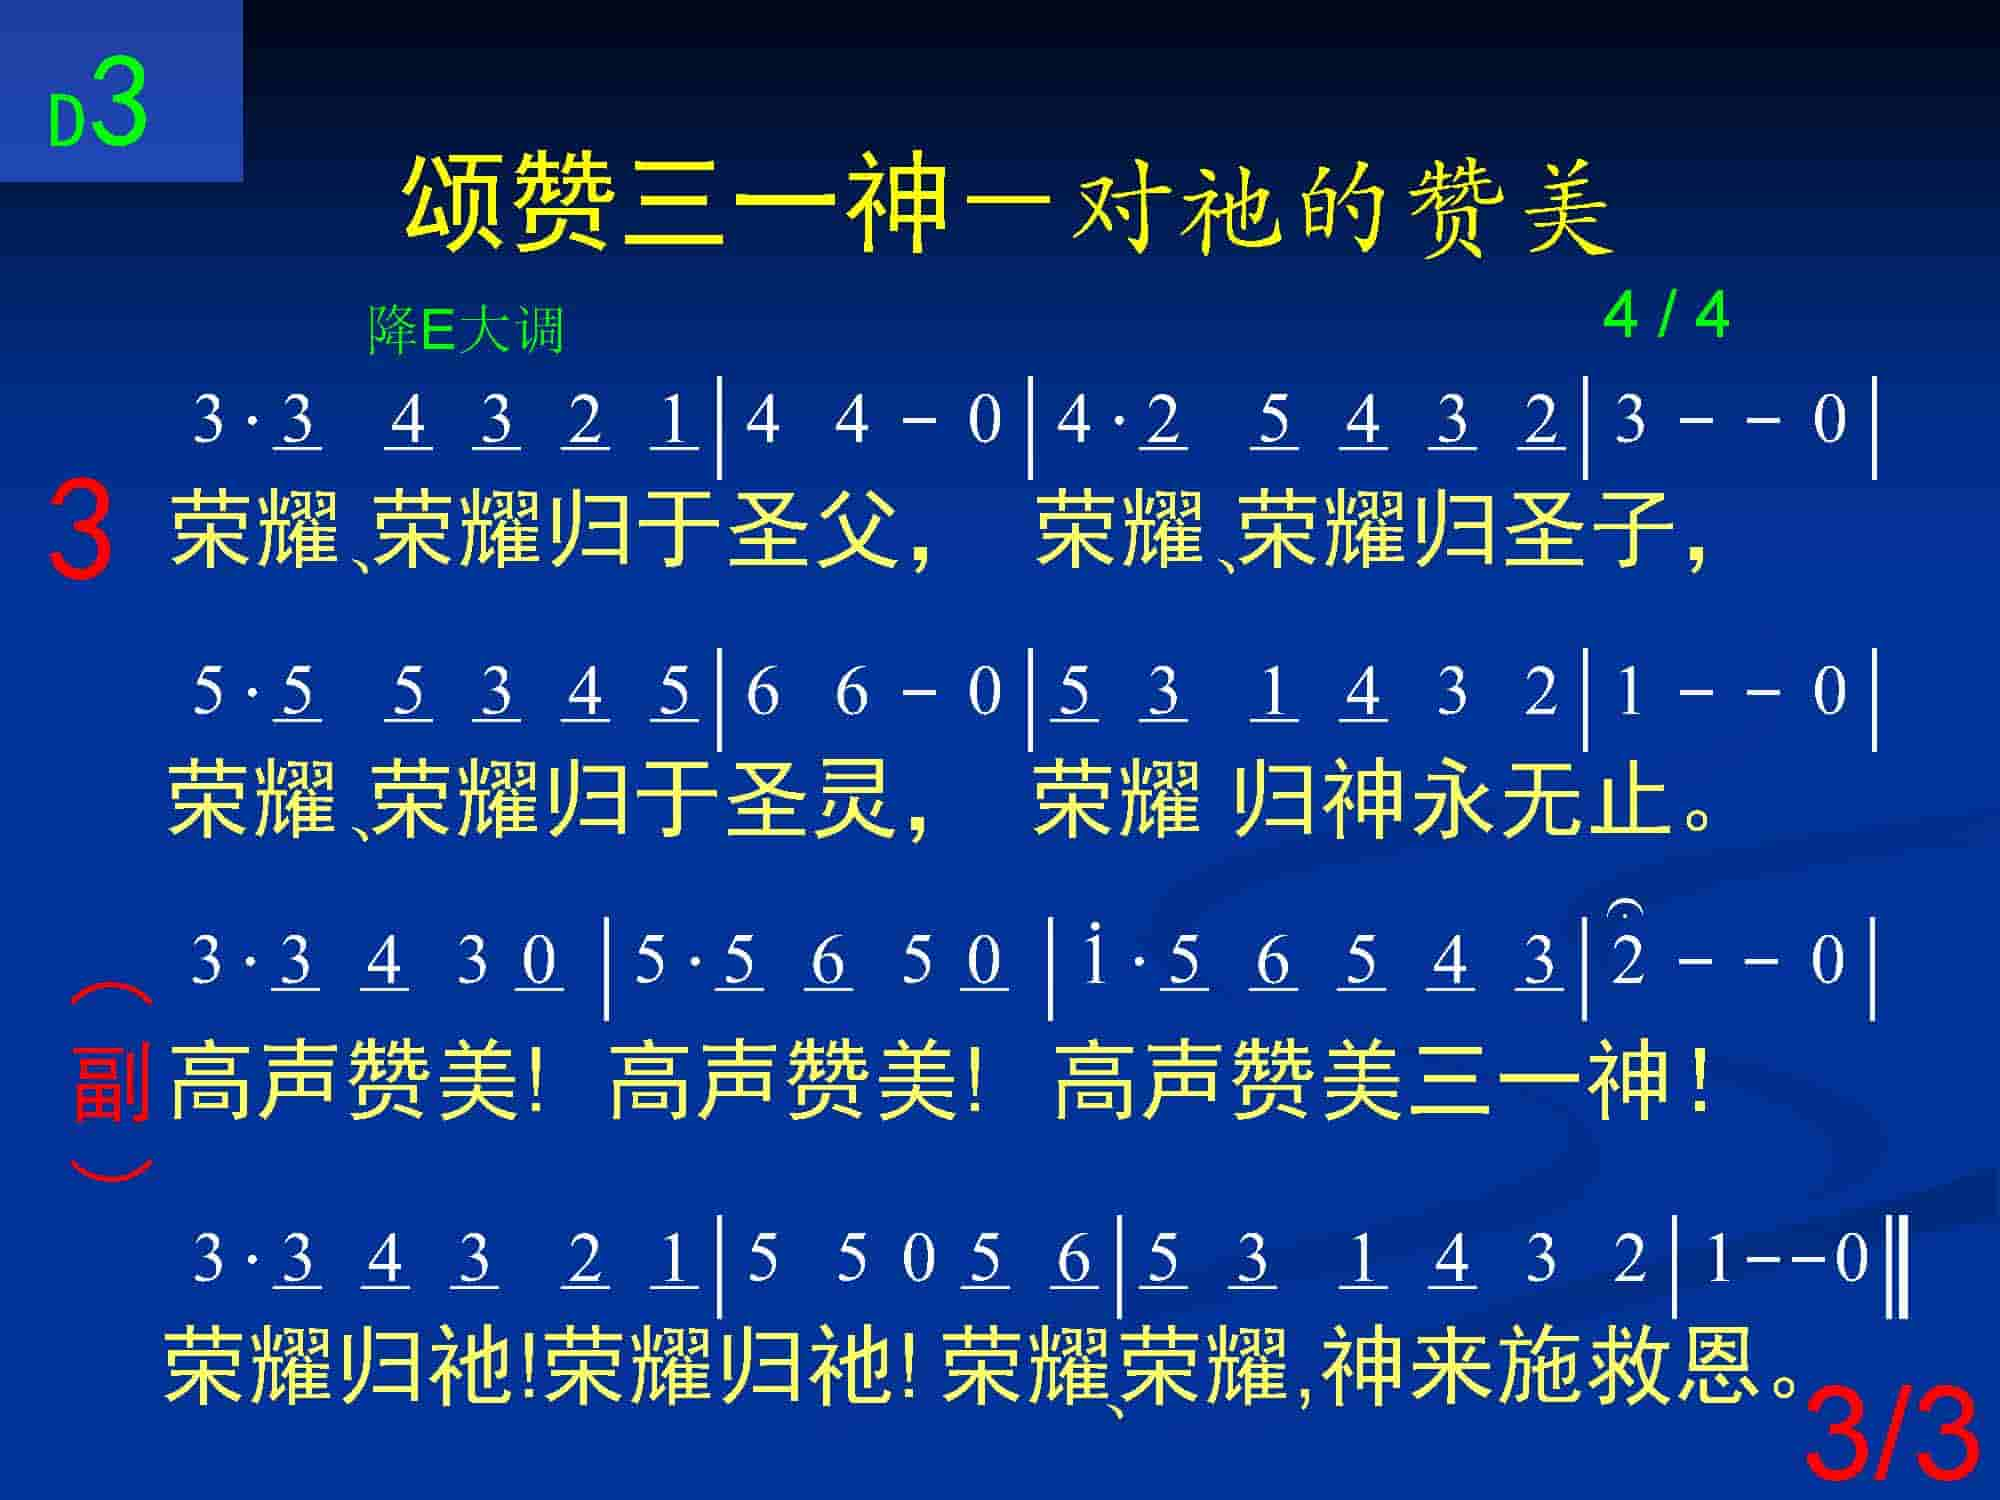 D3
颂赞三一神－对祂的赞美
降E大调 4 / 4
3 · 3 4 3 2 1 | 4 4 - 0 | 4 · 2 5 4 3 2 | 3 - - 0 |
3 荣耀、荣耀归于圣父， 荣耀、荣耀归圣子，
5 · 5 5 3 4 5 | 6 6 - 0 | 5 3 1 4 3 2 | 1 - - 0 |
荣耀、荣耀归于圣灵， 荣耀 归神永无止。
3 · 3 4 3 0 | 5 · 5 6 5 0 | i · 5 6 5 4 3 | 2 - - 0 |
（副） 高声赞美! 高声赞美! 高声赞美三一神!
3 · 3 4 3 2 1 | 5 5 0 5 6 | 5 3 1 4 3 2 | 1 - - 0 ‖
荣耀归祂!荣耀归祂! 荣耀、荣耀,神来施救恩。
3/3